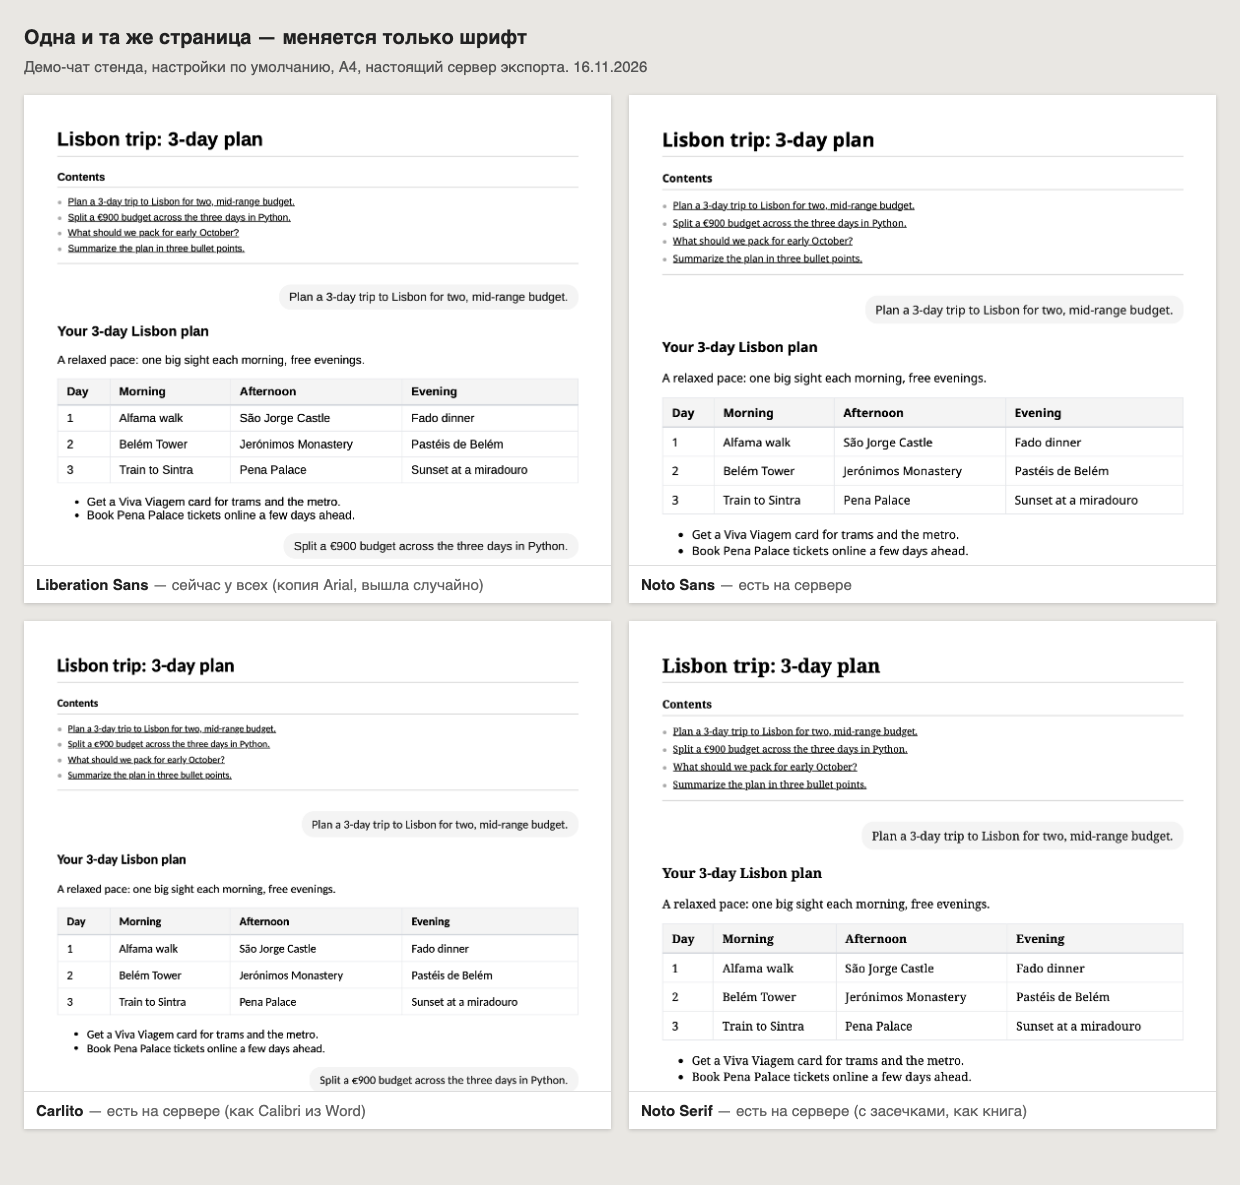 Одна и та же страница — меняется только шрифт
Демо-чат стенда, настройки по умолчанию, A4, настоящий сервер экспорта. 16.11.2026
Lisbon trip: 3-day plan
Contents
Plan a 3-day trip to Lisbon for two, mid-range budget.
Split a €900 budget across the three days in Python.
What should we pack for early October?
Summarize the plan in three bullet points.
Plan a 3-day trip to Lisbon for two, mid-range budget.
Your 3-day Lisbon plan
A relaxed pace: one big sight each morning, free evenings.
Day Morning Afternoon Evening
1 Alfama walk São Jorge Castle Fado dinner
2 Belém Tower Jerónimos Monastery Pastéis de Belém
3 Train to Sintra Pena Palace Sunset at a miradouro
• Get a Viva Viagem card for trams and the metro.
• Book Pena Palace tickets online a few days ahead.
Split a €900 budget across the three days in Python.
Liberation Sans — сейчас у всех (копия Arial, вышла случайно)
Lisbon trip: 3-day plan
Contents
Plan a 3-day trip to Lisbon for two, mid-range budget.
Split a €900 budget across the three days in Python.
What should we pack for early October?
Summarize the plan in three bullet points.
Plan a 3-day trip to Lisbon for two, mid-range budget.
Your 3-day Lisbon plan
A relaxed pace: one big sight each morning, free evenings.
Day Morning Afternoon Evening
1 Alfama walk São Jorge Castle Fado dinner
2 Belém Tower Jerónimos Monastery Pastéis de Belém
3 Train to Sintra Pena Palace Sunset at a miradouro
• Get a Viva Viagem card for trams and the metro.
• Book Pena Palace tickets online a few days ahead.
Noto Sans — есть на сервере
Lisbon trip: 3-day plan
Contents
Plan a 3-day trip to Lisbon for two, mid-range budget.
Split a €900 budget across the three days in Python.
What should we pack for early October?
Summarize the plan in three bullet points.
Plan a 3-day trip to Lisbon for two, mid-range budget.
Your 3-day Lisbon plan
A relaxed pace: one big sight each morning, free evenings.
Day Morning Afternoon Evening
1 Alfama walk São Jorge Castle Fado dinner
2 Belém Tower Jerónimos Monastery Pastéis de Belém
3 Train to Sintra Pena Palace Sunset at a miradouro
• Get a Viva Viagem card for trams and the metro.
• Book Pena Palace tickets online a few days ahead.
Split a €900 budget across the three days in Python.
Carlito — есть на сервере (как Calibri из Word)
Lisbon trip: 3-day plan
Contents
Plan a 3-day trip to Lisbon for two, mid-range budget.
Split a €900 budget across the three days in Python.
What should we pack for early October?
Summarize the plan in three bullet points.
Plan a 3-day trip to Lisbon for two, mid-range budget.
Your 3-day Lisbon plan
A relaxed pace: one big sight each morning, free evenings.
Day Morning Afternoon Evening
1 Alfama walk São Jorge Castle Fado dinner
2 Belém Tower Jerónimos Monastery Pastéis de Belém
3 Train to Sintra Pena Palace Sunset at a miradouro
• Get a Viva Viagem card for trams and the metro.
• Book Pena Palace tickets online a few days ahead.
Noto Serif — есть на сервере (с засечками, как книга)